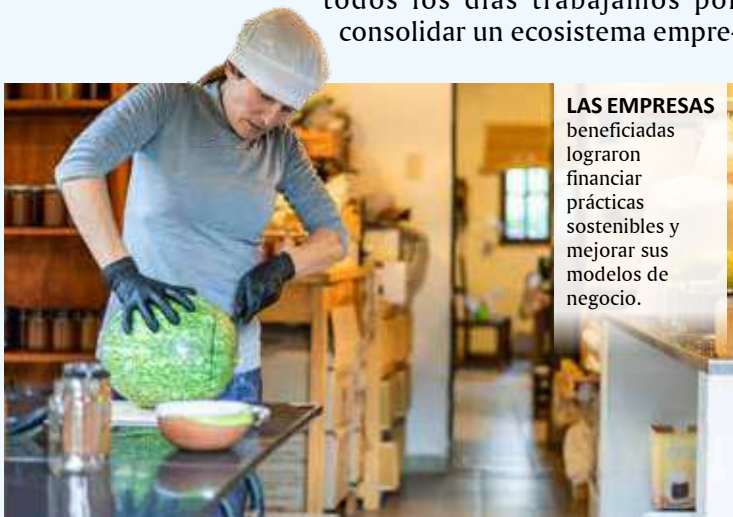 todos los días trabajamos por
consolidar un ecosistema empre-
LAS EMPRESAS
beneficiadas
lograron
financiar
prácticas
sostenibles y
mejorar sus
modelos de
negocio.